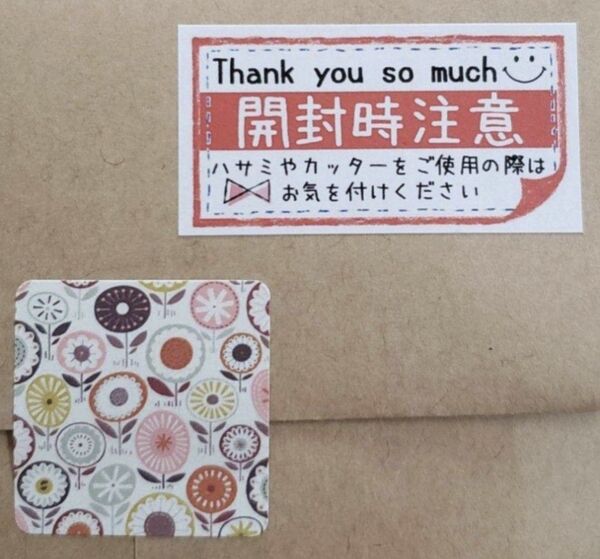 Thank you so much
開封時注意
ハサミやカッターをご使用の際は
お気を付けください